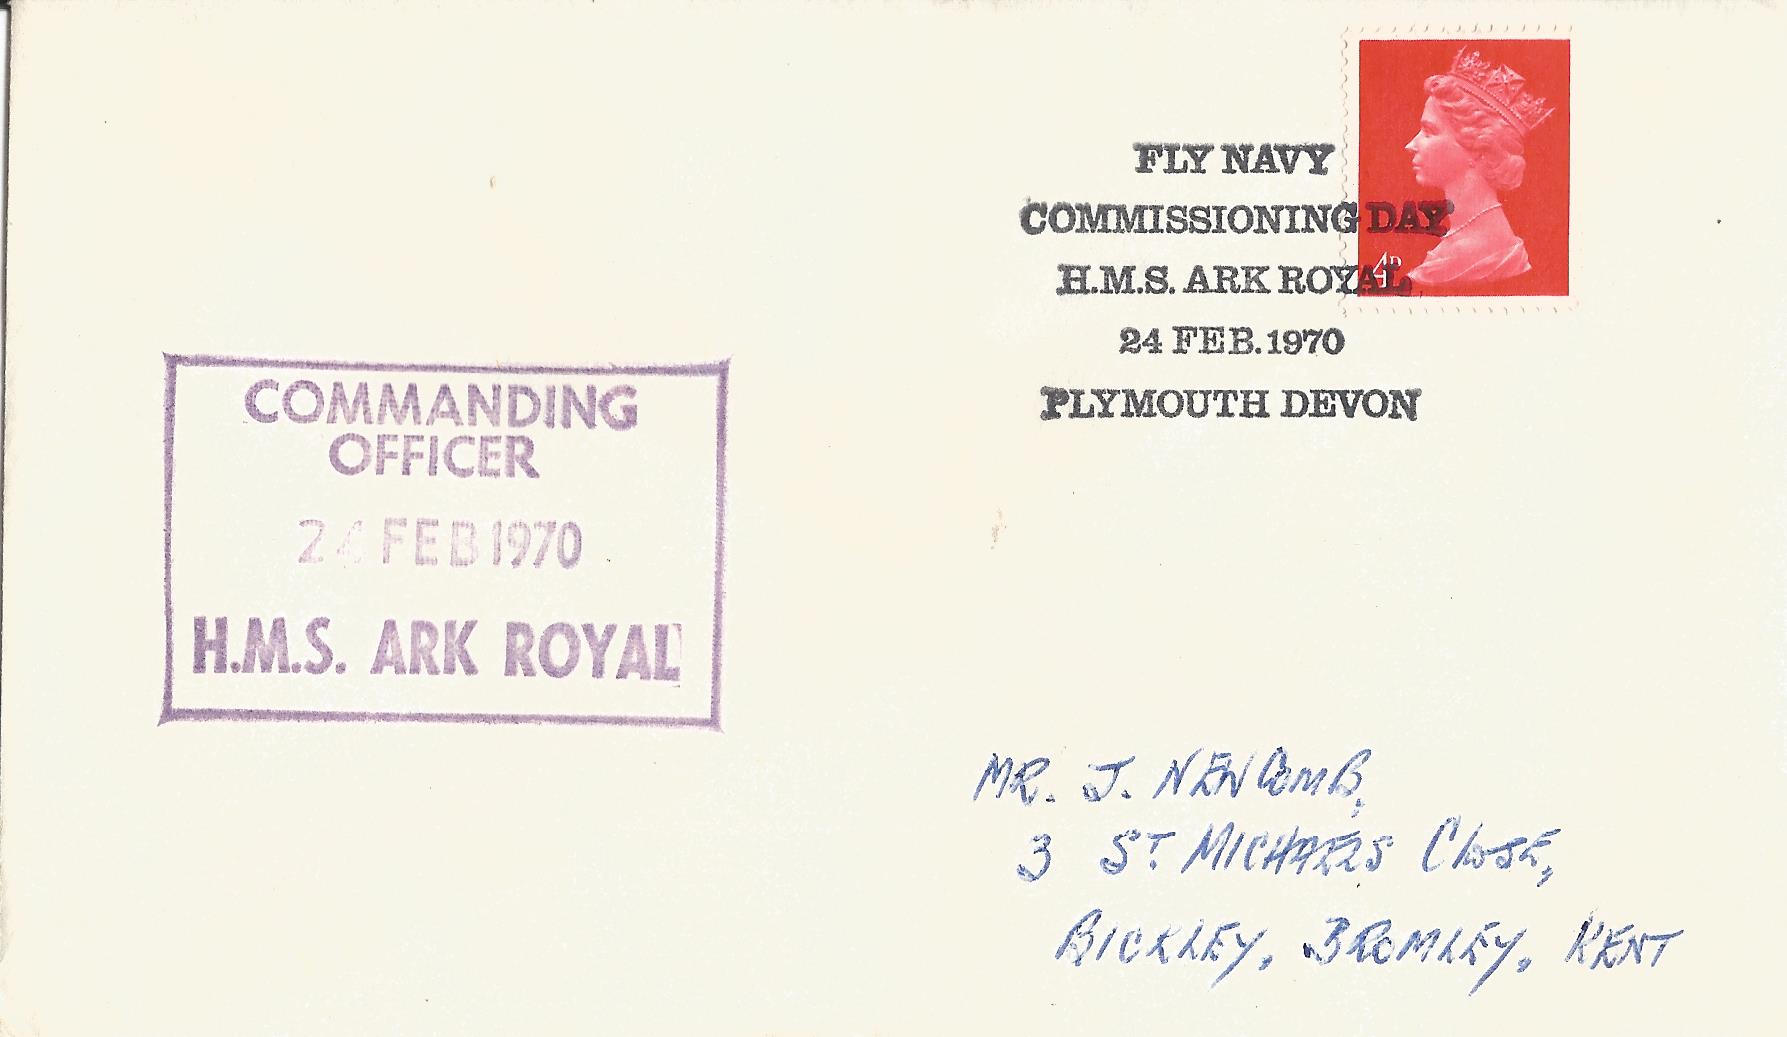 FLY NAVY
COMMISSIONING DAY
H.M.S. ARK ROYAL
24 FEB. 1970
PLYMOUTH DEVON
4D
COMMANDING
OFFICER
24 FEB 1970
H.M.S. ARK ROYAL
MR. J. NEWCOMB,
3 ST MICHAELS CLOSE,
BICKLEY, BROMLEY, KENT